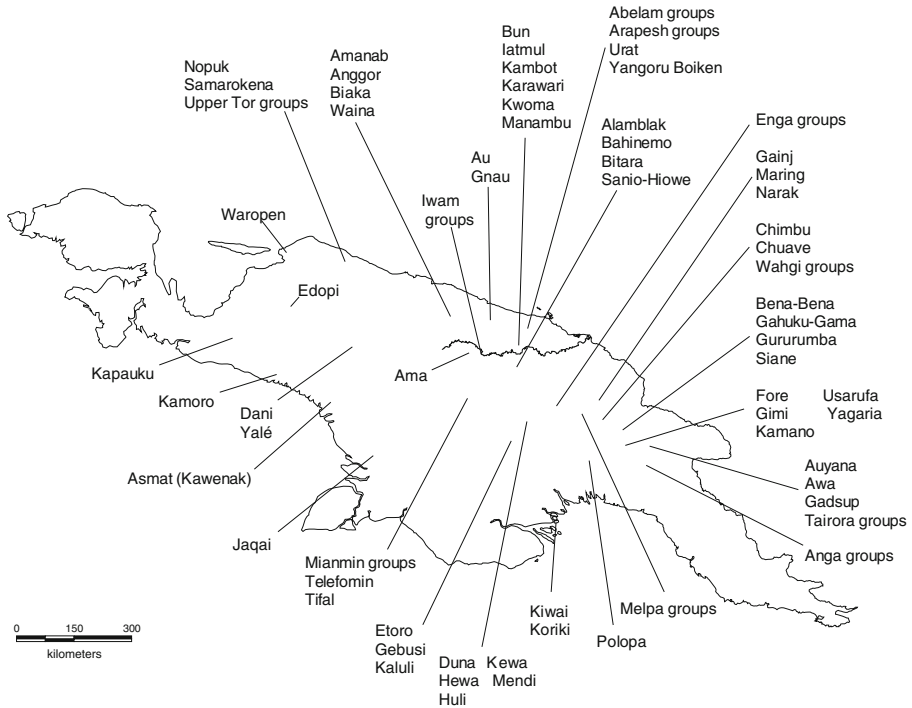 Abelam groups
Arapesh groups
Urat
Yangoru Boiken
Bun
Iatmul
Kambot
Karawari
Kwoma
Manambu
Amanab
Anggor
Biaka
Waina
Nopuk
Samarokena
Upper Tor groups
Alamblak
Bahinemo
Bitara
Sanio-Hiowe
Enga groups
Au
Gnau
Gainj
Maring
Narak
Iwam
groups
Waropen
Chimbu
Chuave
Wahgi groups
Edopi
Bena-Bena
Gahuku-Gama
Gururumba
Siane
Kapauku
Ama
Kamoro
Dani
Yalé
Fore Usarufa
Gimi Yagaria
Kamano
Asmat (Kawenak)
Auyana
Awa
Gadsup
Tairora groups
Jaqai
Anga groups
Mianmin groups
Telefomin
Tifal
Kiwai
Koriki
Melpa groups
Polopa
Etoro
Gebusi
Kaluli
Duna Kewa
Hewa Mendi
Huli
0 150 300
kilometers